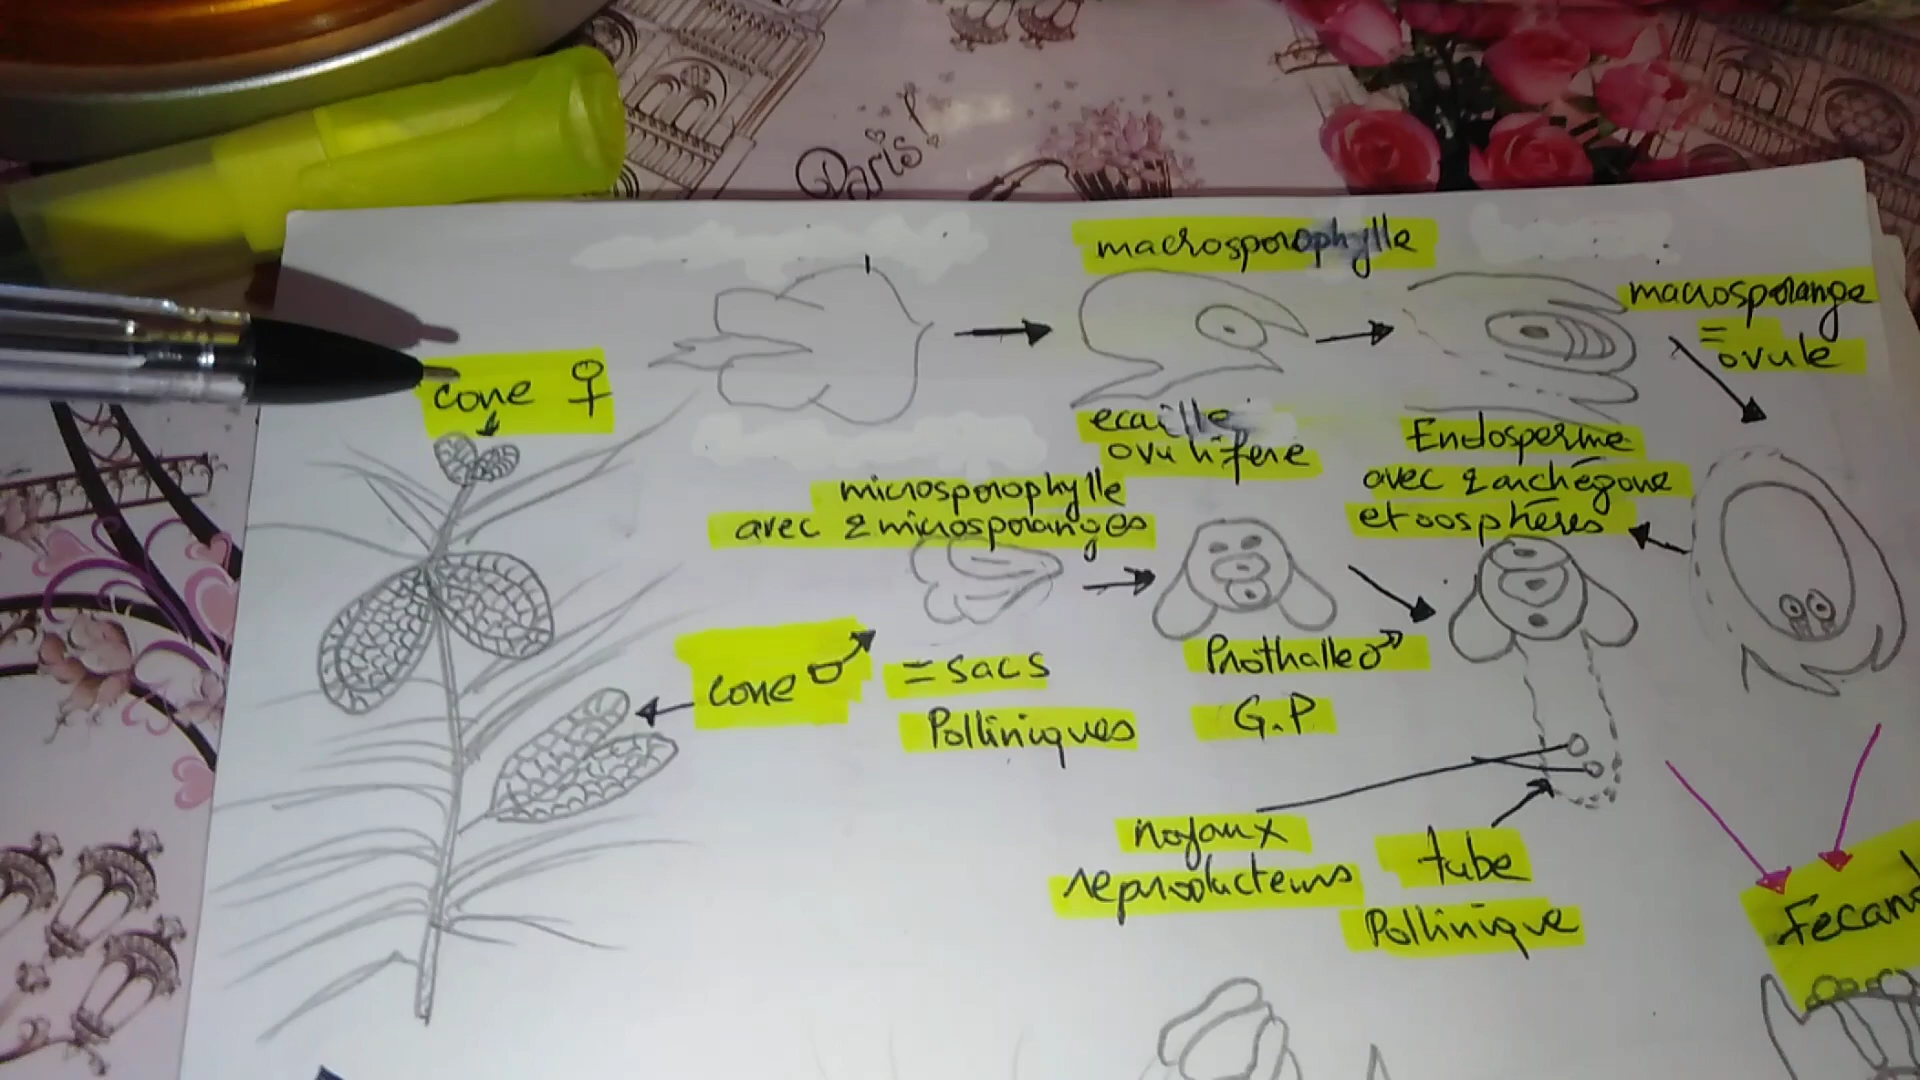 Paris!
macrosporophylle
macrosporange
=
ovule
cone ♀
ecaille
ovulifere
Endosperme
avec 2 archégone
et oosphères
microsporophylle
avec 2 microsporanges
cone ♂
= sacs
Polliniques
Prothalle ♂
G.P
noyaux
reproducteurs
tube
Pollinique